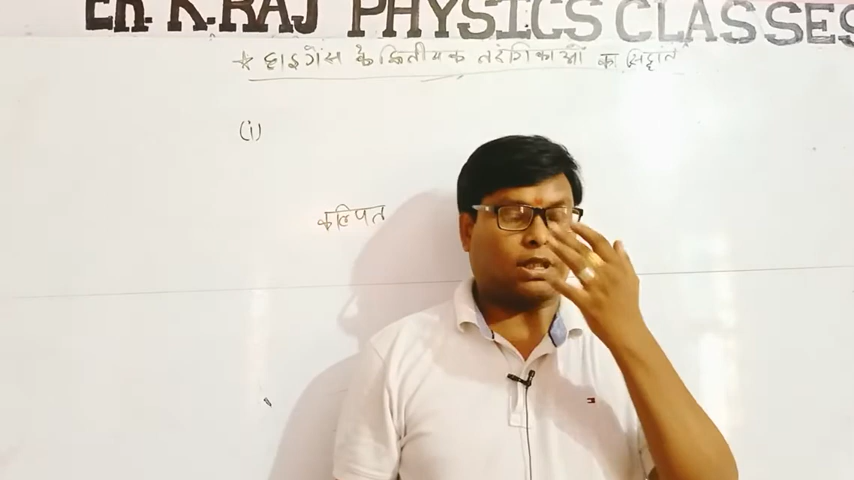 ER. K.RAJ PHYSICS CLASSES
* हाइगेंस के द्वितीयक तरंगिकाओं का सिद्धांत
(i)
कल्पित